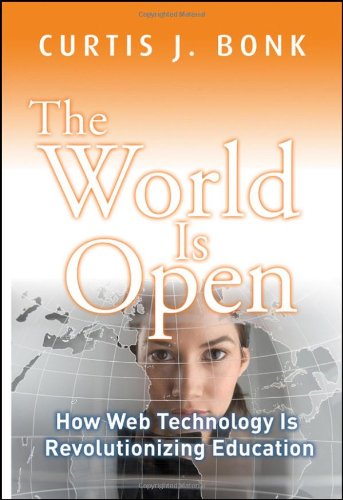 CURTIS J. BONK
The
World
Is
Open
How Web Technology Is
Revolutionizing Education